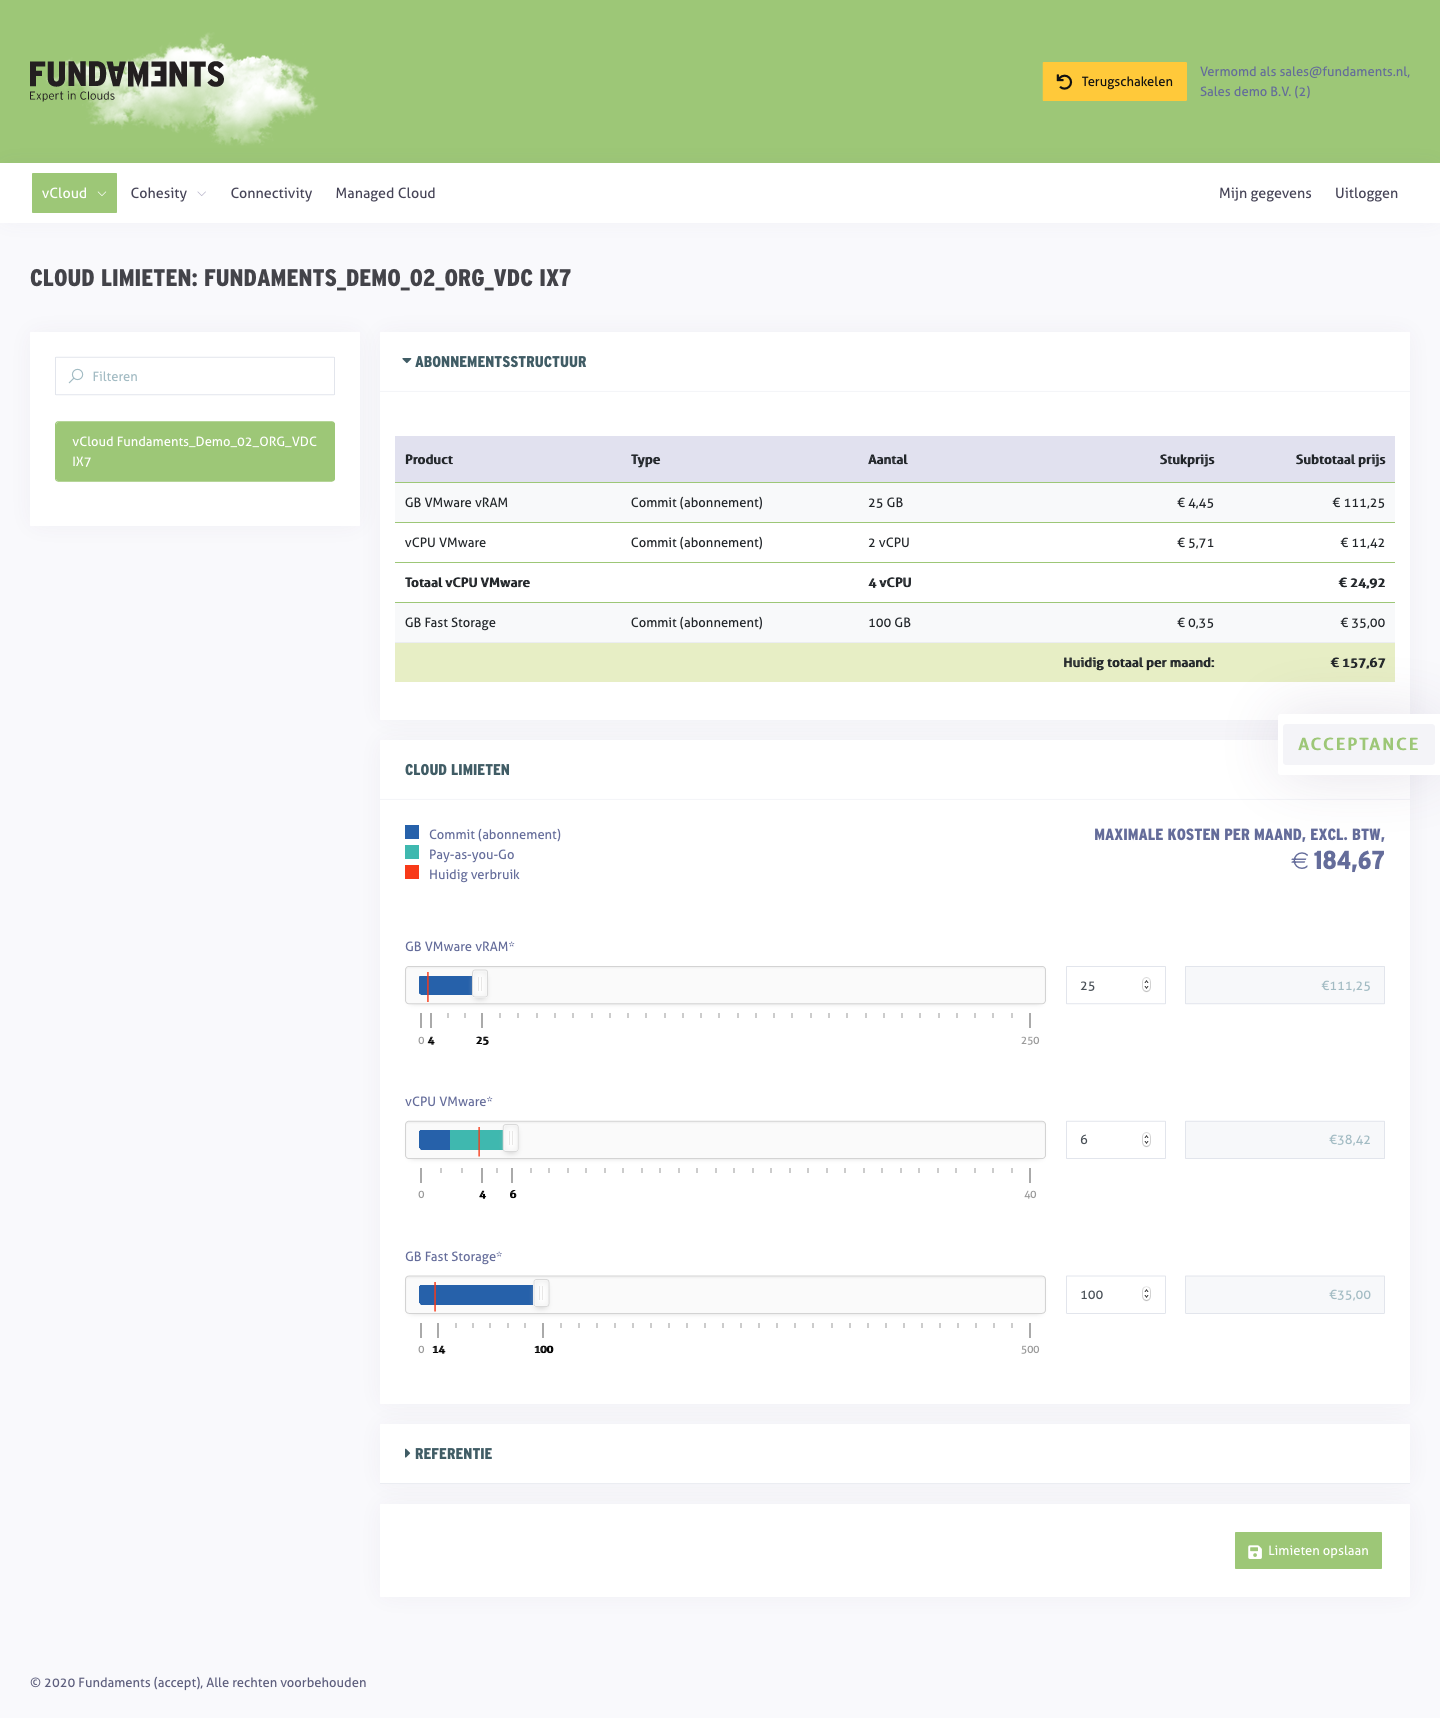 FUNDAMENTS
Expert in Clouds
Terugschakelen
Vermomd als sales@fundaments.nl,
Sales demo B.V. (2)
vCloud Cohesity Connectivity Managed Cloud Mijn gegevens Uitloggen
CLOUD LIMIETEN: FUNDAMENTS_DEMO_02_ORG_VDC IX7
Filteren
vCloud Fundaments_Demo_02_ORG_VDC
IX7
ABONNEMENTSSTRUCTUUR
Product Type Aantal Stukprijs Subtotaal prijs
GB VMware vRAM Commit (abonnement) 25 GB € 4,45 € 111,25
vCPU VMware Commit (abonnement) 2 vCPU € 5,71 € 11,42
Totaal vCPU VMware 4 vCPU € 24,92
GB Fast Storage Commit (abonnement) 100 GB € 0,35 € 35,00
Huidig totaal per maand: € 157,67
ACCEPTANCE
CLOUD LIMIETEN
Commit (abonnement)
Pay-as-you-Go
Huidig verbruik
MAXIMALE KOSTEN PER MAAND, EXCL. BTW,
€ 184,67
GB VMware vRAM*
25 €111,25
0 4 25 250
vCPU VMware*
6 €38,42
0 4 6 40
GB Fast Storage*
100 €35,00
0 14 100 500
REFERENTIE
Limieten opslaan
© 2020 Fundaments (accept), Alle rechten voorbehouden